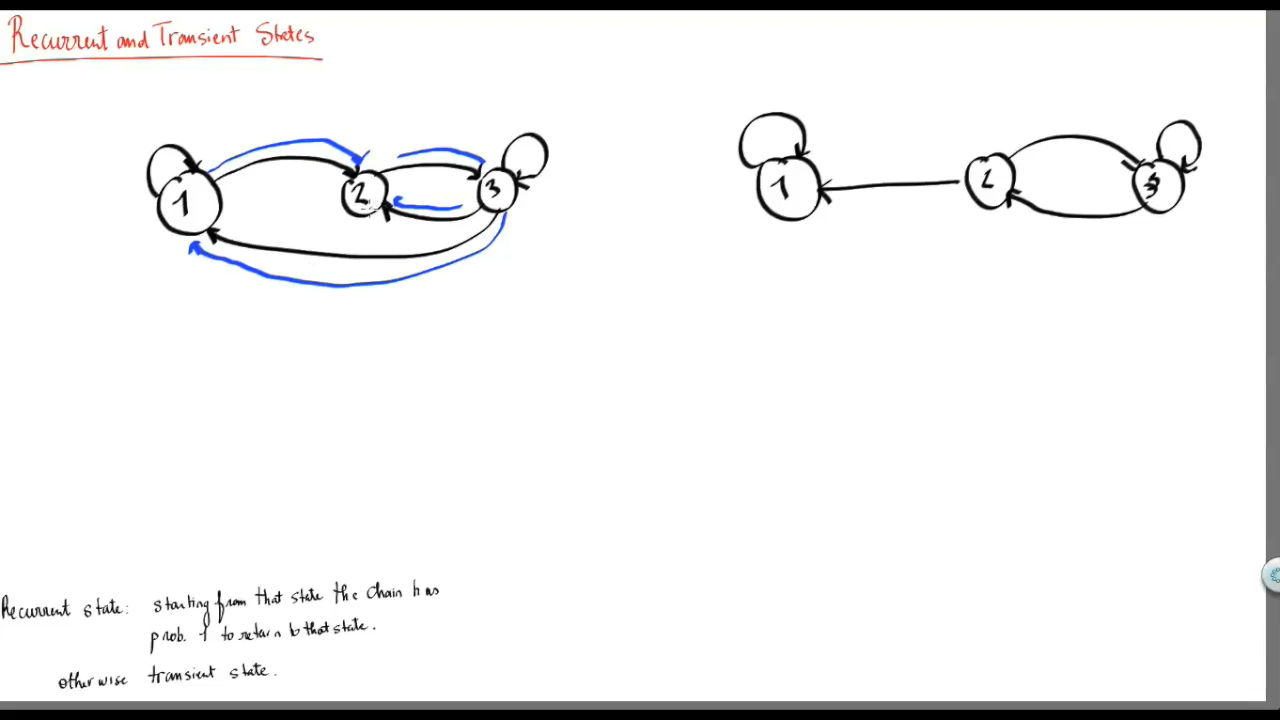 Recurrent and Transient States
1
2
3
1
2
3
Recurrent state: starting from that state the chain has
prob. 1 to return to that state.
otherwise transient state.